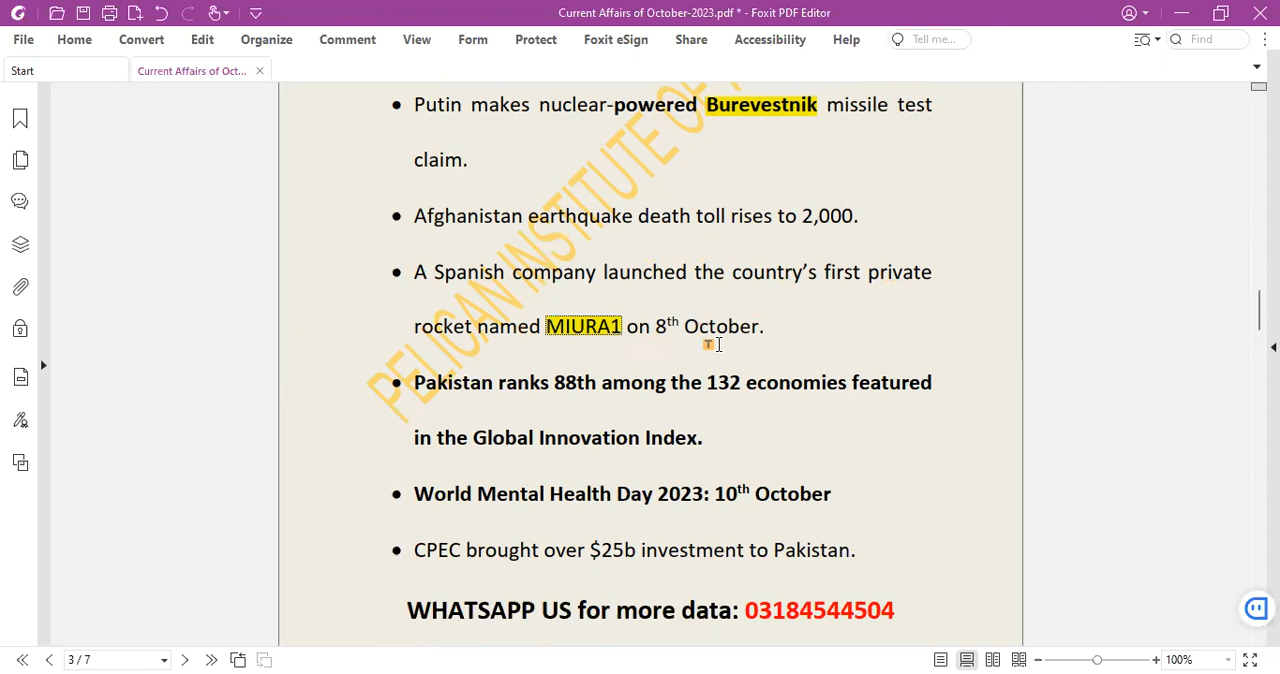 Current Affairs of October-2023.pdf * - Foxit PDF Editor
File Home Convert Edit Organize Comment View Form Protect Foxit eSign Share Accessibility Help Tell me... Find
Start Current Affairs of Oct...
• Putin makes nuclear-powered Burevestnik missile test
claim.
• Afghanistan earthquake death toll rises to 2,000.
• A Spanish company launched the country's first private
rocket named MIURA1 on 8th October.
T
• Pakistan ranks 88th among the 132 economies featured
in the Global Innovation Index.
• World Mental Health Day 2023: 10th October
• CPEC brought over $25b investment to Pakistan.
WHATSAPP US for more data: 03184544504
PELICAN INSTITUTE OF
3 / 7 100%